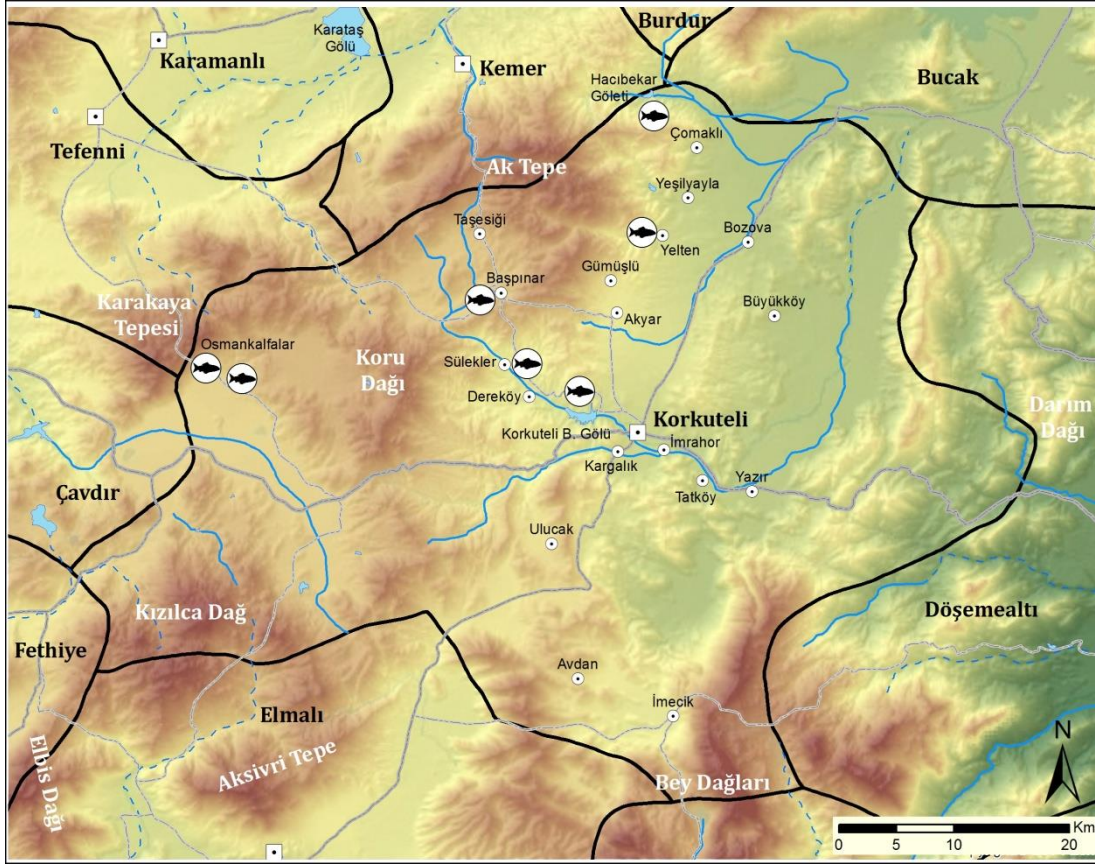 Karataş
Gölü
Burdur
Karamanlı
Kemer
Hacıbekar
Göleti
Bucak
Tefenni
Çomaklı
Ak Tepe
Yeşilyayla
Taşesiği
Yelten
Bozova
Gümüşlü
Başpınar
Karakaya
Tepesi
Akyar
Büyükköy
Osmankalfalar
Koru
Dağı
Sülekler
Dereköy
Darım
Dağı
Korkuteli
Korkuteli B. Gölü
İmrahor
Kargalık
Çavdır
Tatköy
Yazır
Ulucak
Kızılca Dağ
Döşemealtı
Fethiye
Avdan
Elmalı
İmecik
Elbis Dağı
Aksivri Tepe
Bey Dağları
N
Km
0 5 10 20